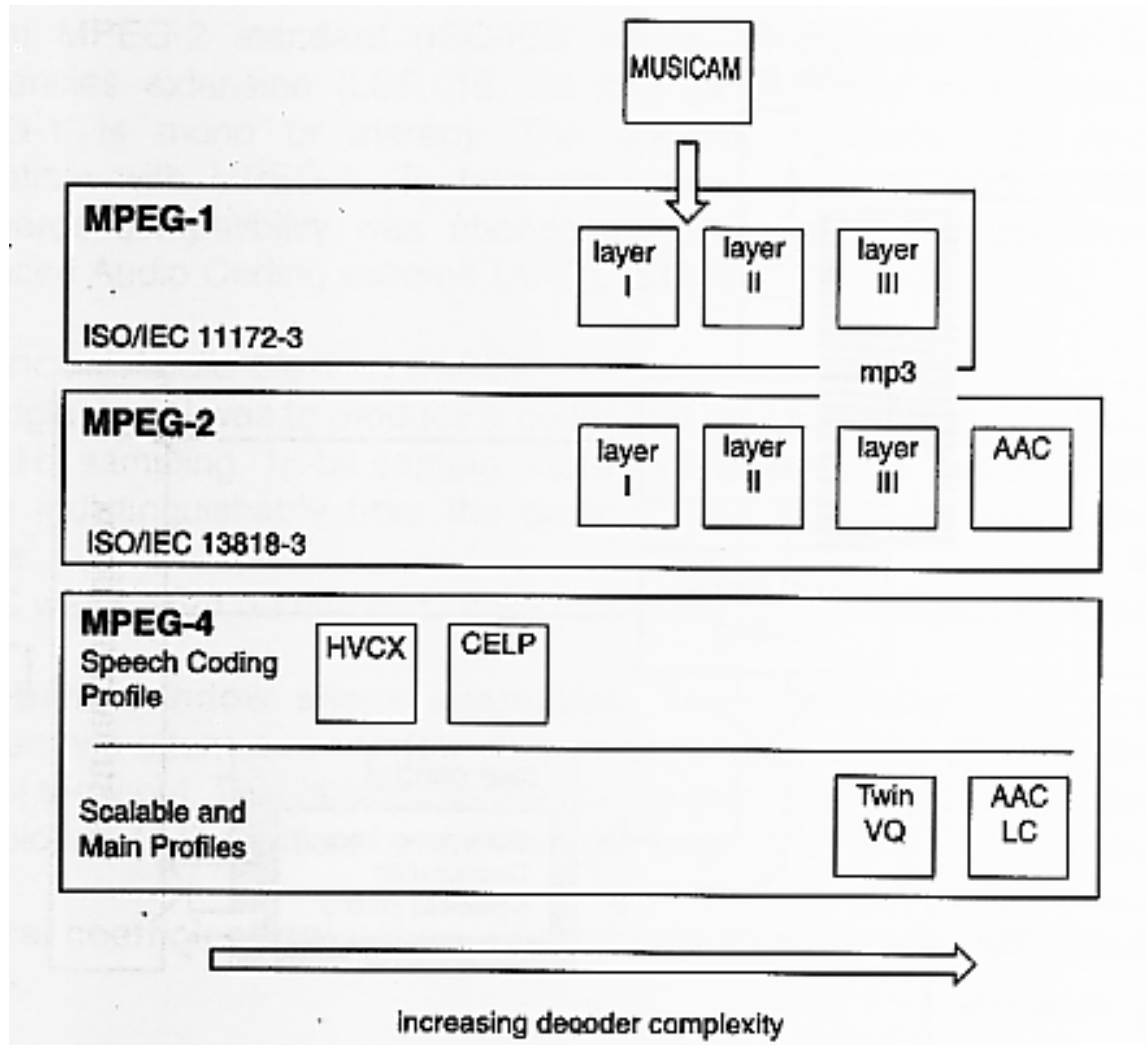 MUSICAM
MPEG-1
layer
I
layer
II
layer
III
ISO/IEC 11172-3
mp3
MPEG-2
layer
I
layer
II
layer
III
AAC
ISO/IEC 13818-3
MPEG-4
Speech Coding
Profile
HVCX
CELP
Scalable and
Main Profiles
Twin
VQ
AAC
LC
increasing decoder complexity